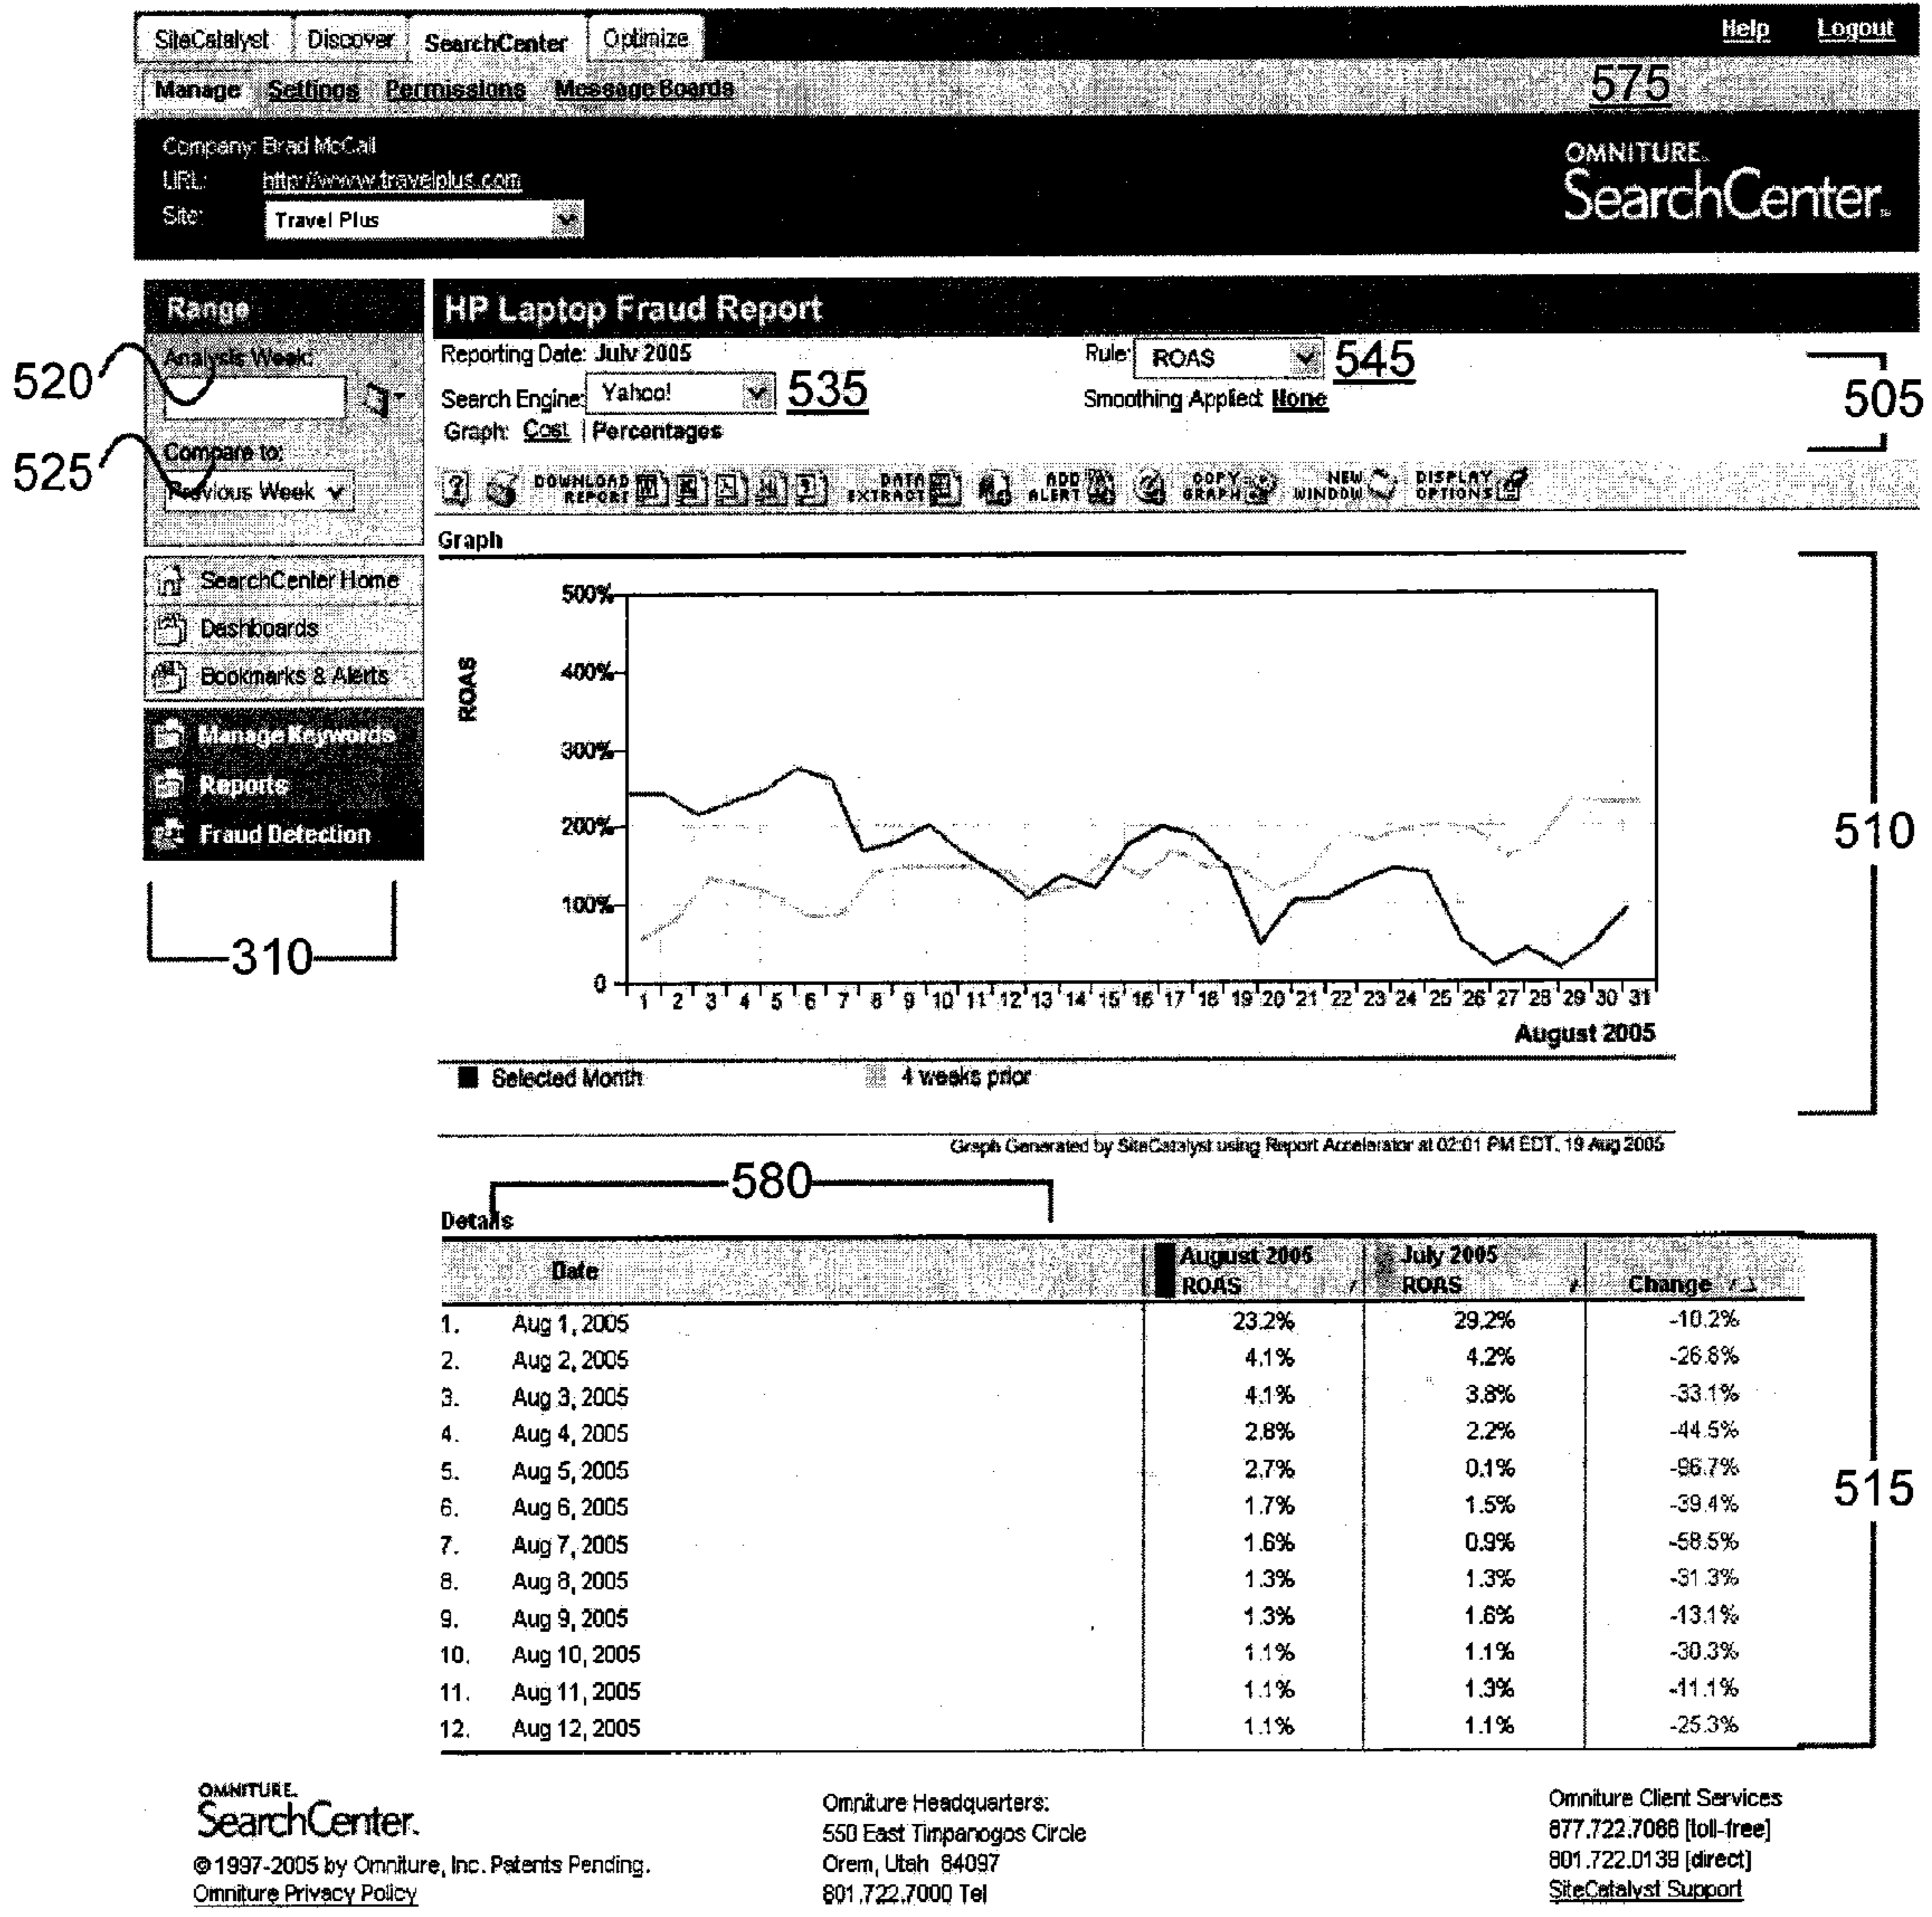 SiteCatalyst Discover SearchCenter Optimize Help Logout
Manage Settings Permissions Message Boards 575
Company: Brad McCall
URL: http://www.travelplus.com
Site: Travel Plus
OMNITURE
SearchCenter
Range
Analysis Week:
520
Compare to:
525
Previous Week
SearchCenter Home
Dashboards
Bookmarks & Alerts
Manage Keywords
Reports
Fraud Detection
310
HP Laptop Fraud Report
Reporting Date: July 2005 Rule: ROAS 545
Search Engine: Yahoo! 535 Smoothing Applied: None
505
Graph: Cost | Percentages
DOWNLOAD REPORT DATA EXTRACT ADD ALERT COPY GRAPH NEW WINDOW DISPLAY OPTIONS
Graph
500%
400%
ROAS
300%
200%
510
100%
0
1 2 3 4 5 6 7 8 9 10 11 12 13 14 15 16 17 18 19 20 21 22 23 24 25 26 27 28 29 30 31
August 2005
Selected Month 4 weeks prior
Graph Generated by SiteCatalyst using Report Accelerator at 02:01 PM EDT, 19 Aug 2005
580
Details
Date August 2005 ROAS July 2005 ROAS Change
1. Aug 1, 2005 23.2% 29.2% -10.2%
2. Aug 2, 2005 4.1% 4.2% -26.8%
3. Aug 3, 2005 4.1% 3.8% -33.1%
4. Aug 4, 2005 2.8% 2.2% -44.5%
5. Aug 5, 2005 2.7% 0.1% -96.7%
515
6. Aug 6, 2005 1.7% 1.5% -39.4%
7. Aug 7, 2005 1.6% 0.9% -58.5%
8. Aug 8, 2005 1.3% 1.3% -31.3%
9. Aug 9, 2005 1.3% 1.6% -13.1%
10. Aug 10, 2005 1.1% 1.1% -30.3%
11. Aug 11, 2005 1.1% 1.3% -11.1%
12. Aug 12, 2005 1.1% 1.1% -25.3%
OMNITURE
SearchCenter
©1997-2005 by Omniture, Inc. Patents Pending.
Omniture Privacy Policy
Omniture Headquarters:
550 East Timpanogos Circle
Orem, Utah 84097
801.722.7000 Tel
Omniture Client Services
877.722.7088 [toll-free]
801.722.0139 [direct]
SiteCatalyst Support